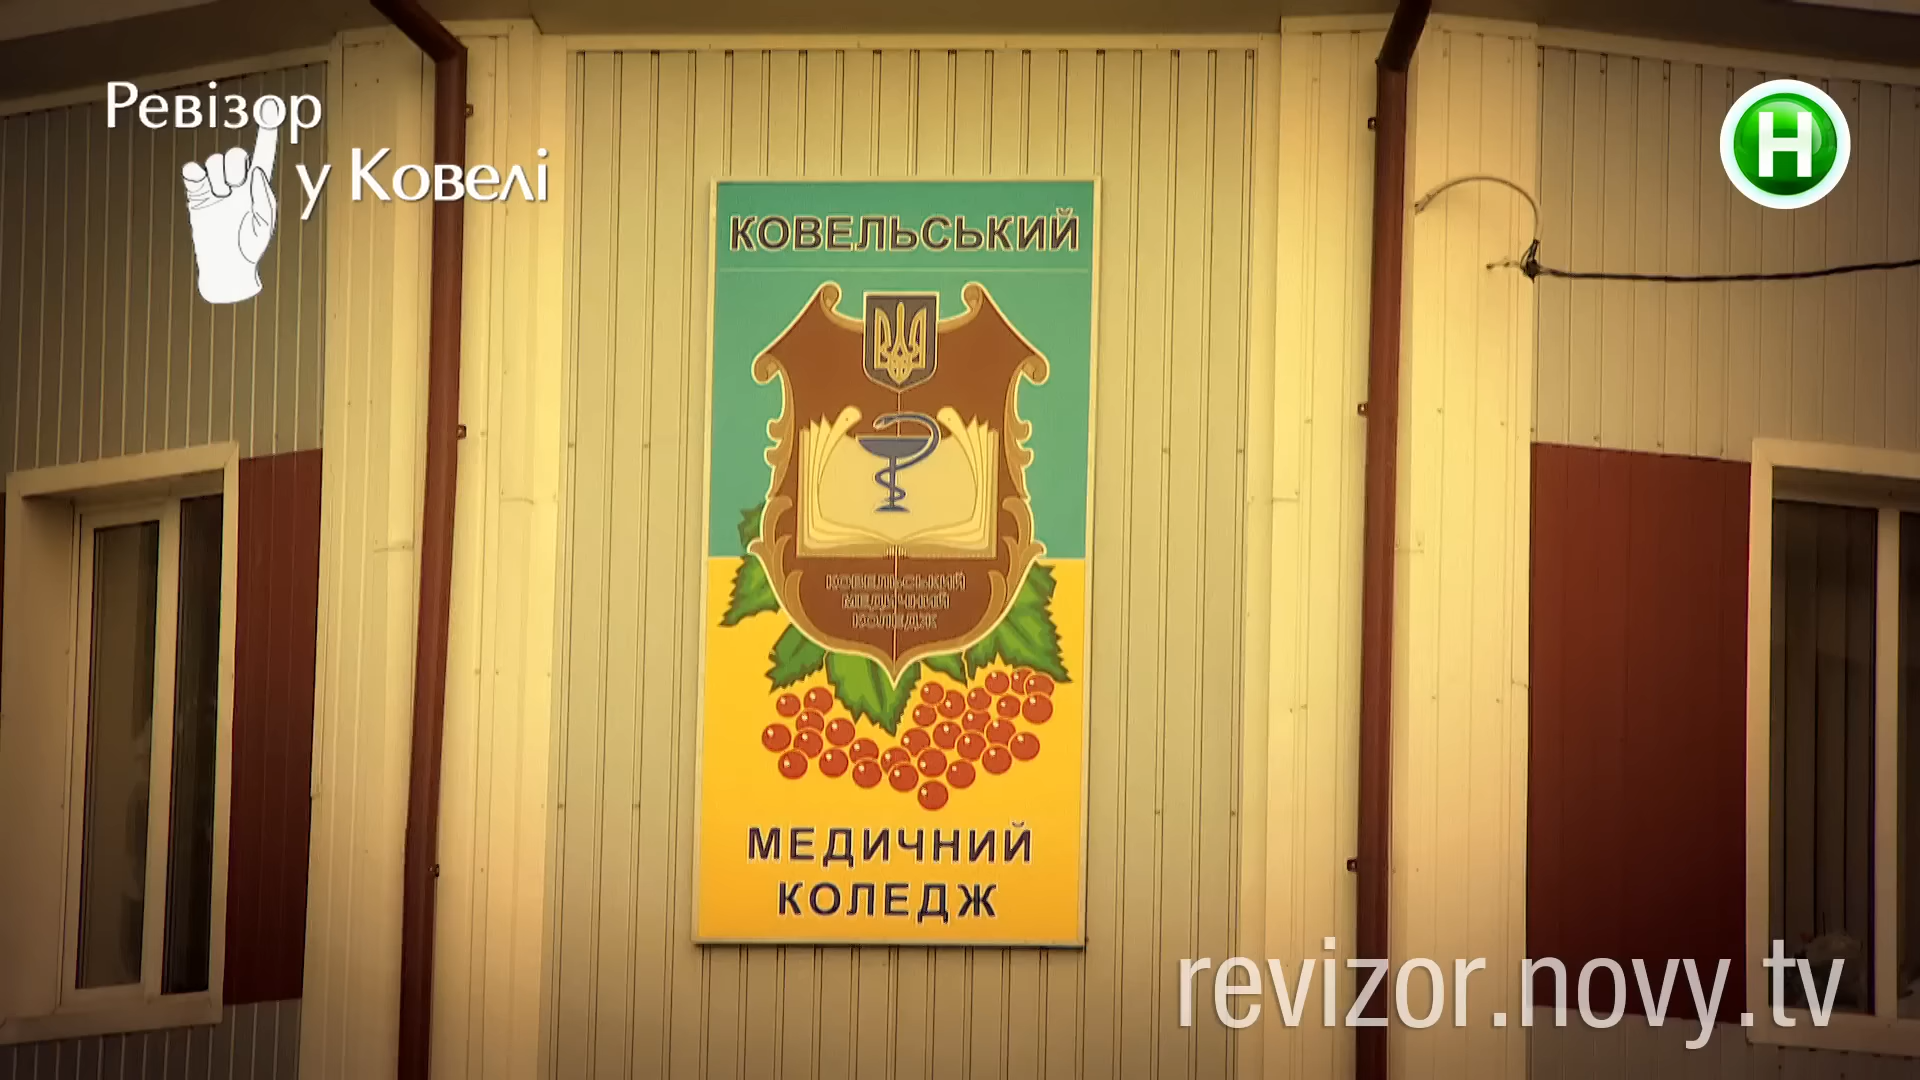 Ревізор
у Ковелі
Н
КОВЕЛЬСЬКИЙ
КОВЕЛЬСЬКИЙ
МЕДИЧНИЙ
КОЛЕДЖ
МЕДИЧНИЙ
КОЛЕДЖ
revizor.novy.tv